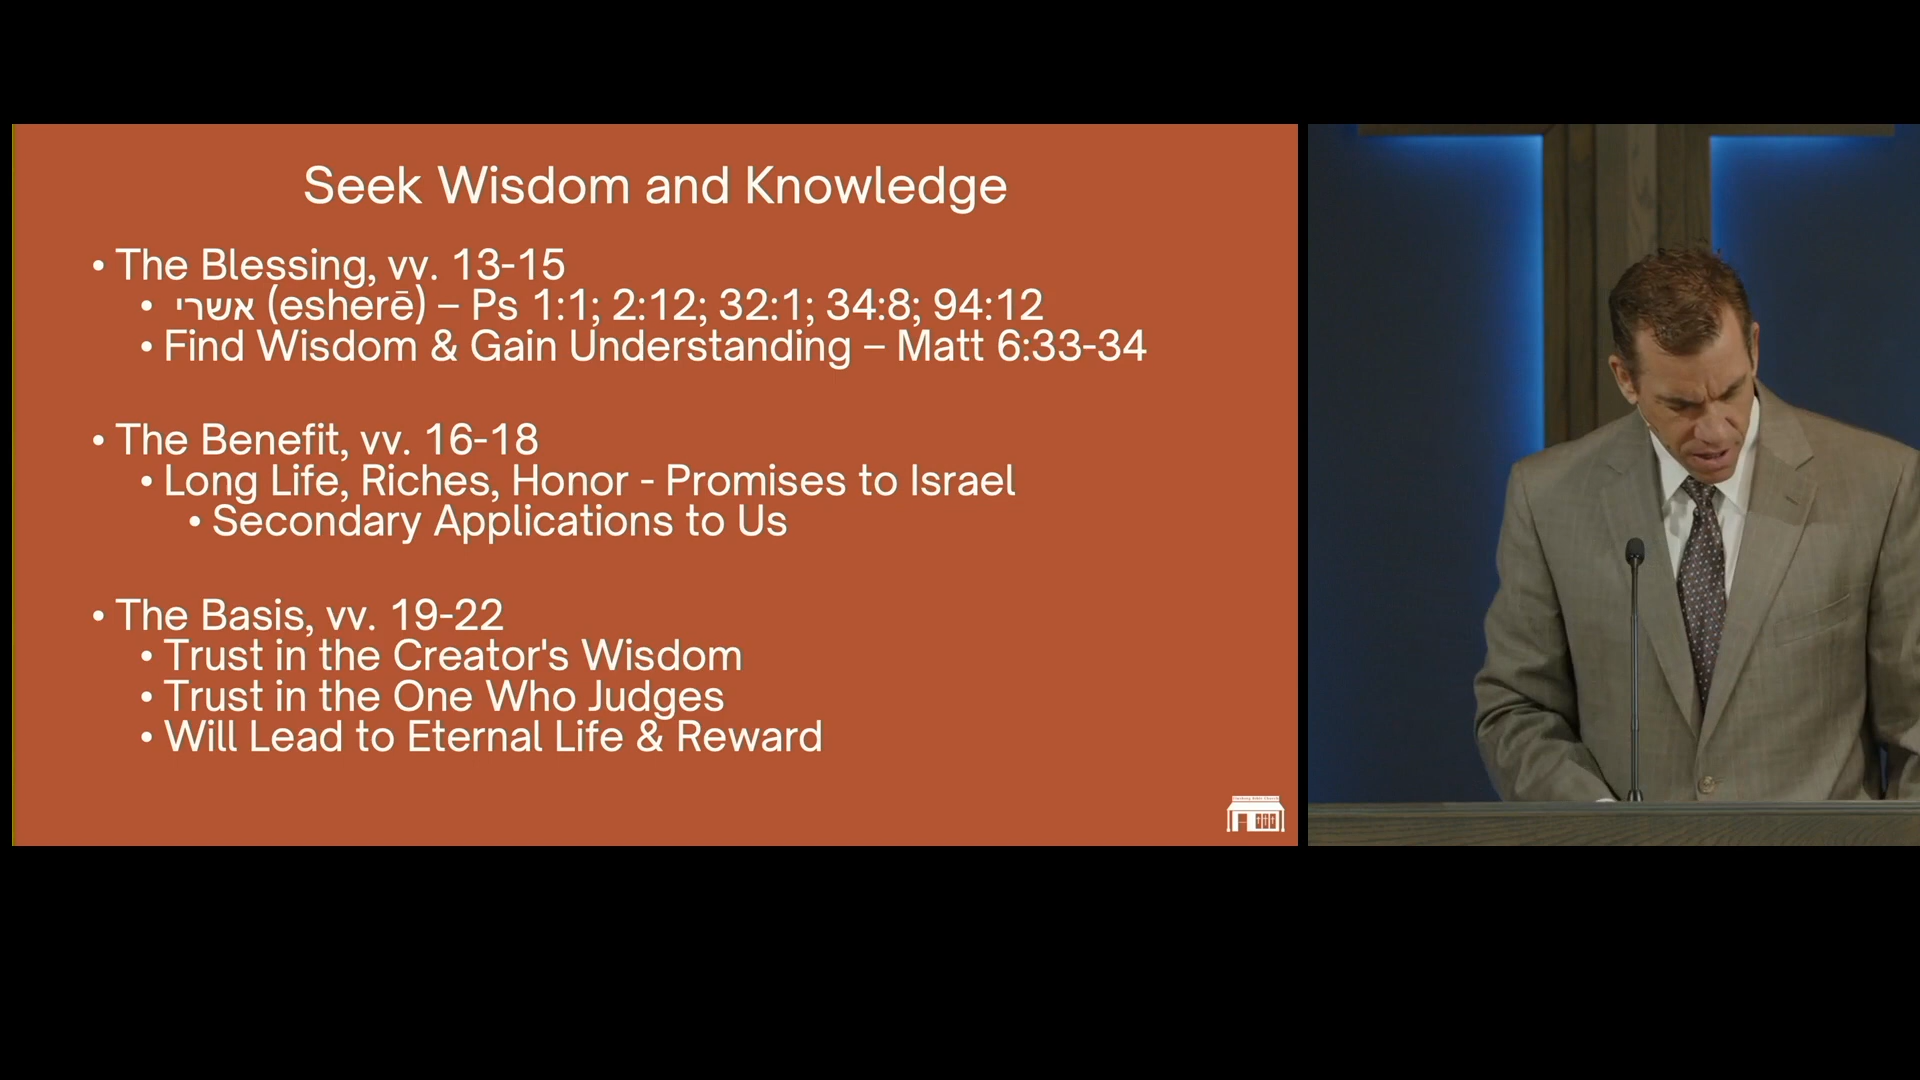 Seek Wisdom and Knowledge
• The Blessing, vv. 13-15
• אשרי (esherē) – Ps 1:1; 2:12; 32:1; 34:8; 94:12
• Find Wisdom & Gain Understanding – Matt 6:33-34
• The Benefit, vv. 16-18
• Long Life, Riches, Honor - Promises to Israel
• Secondary Applications to Us
• The Basis, vv. 19-22
• Trust in the Creator's Wisdom
• Trust in the One Who Judges
• Will Lead to Eternal Life & Reward